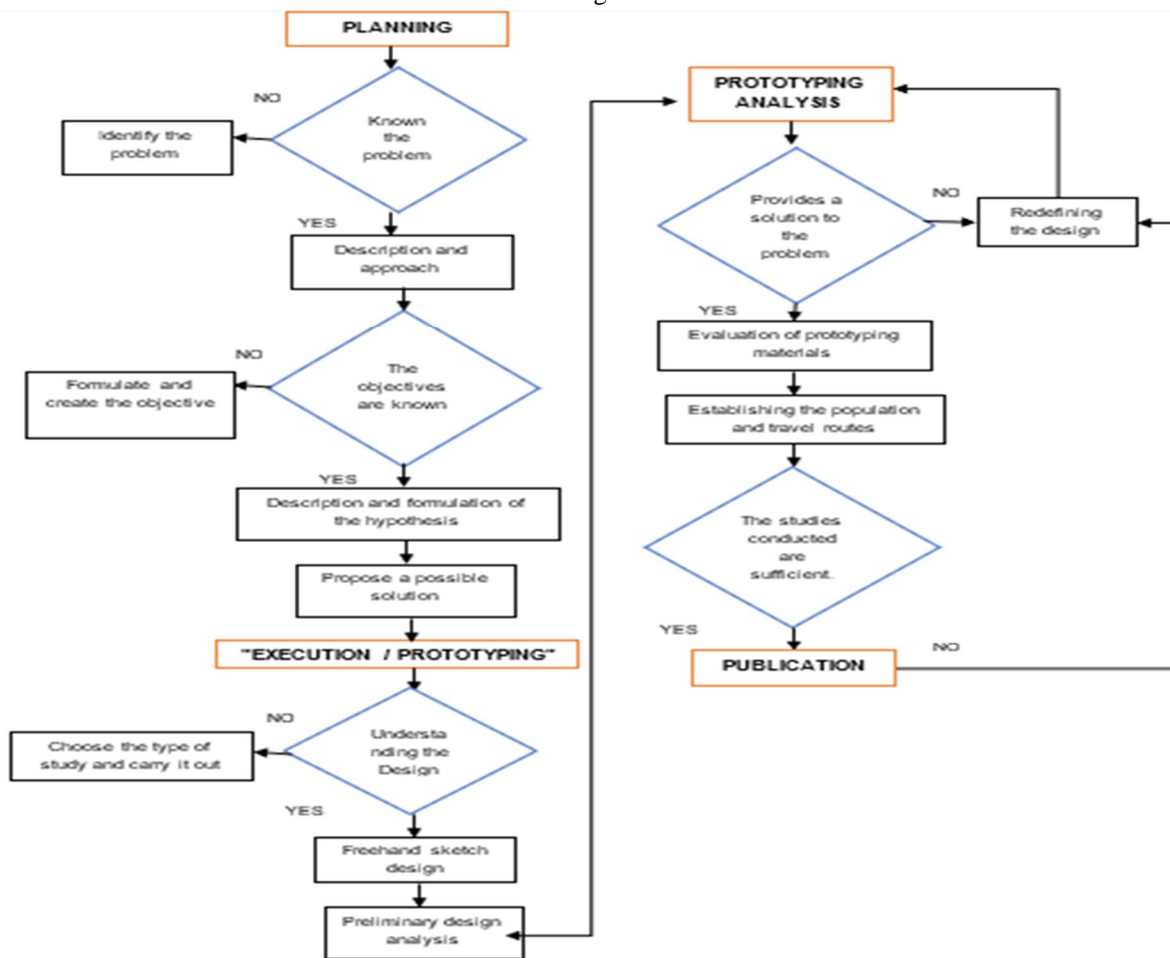 PLANNING
NO
Known
the
problem
Identify the
problem
YES
Description and
approach
NO
The
objectives
are known
Formulate and
create the objective
YES
Description and formulation of
the hypothesis
Propose a possible
solution
"EXECUTION / PROTOTYPING"
NO
Understa
nding the
Design
Choose the type of
study and carry it out
YES
Freehand sketch
design
Preliminary design
analysis
PROTOTYPING
ANALYSIS
Provides a
solution to
the
problem
NO
Redefining
the design
YES
Evaluation of prototyping
materials
Establishing the population
and travel routes
The studies
conducted
are
sufficient.
YES
PUBLICATION
NO